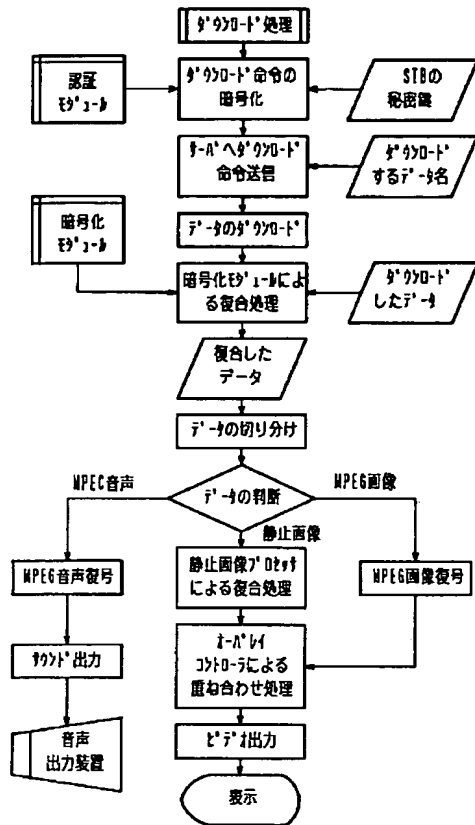 ダウンロード処理
認証
モジュール
ダウンロード命令の
暗号化
STBの
秘密鍵
サーバへダウンロード
命令送信
ダウンロード
するデータ名
暗号化
モジュール
データのダウンロード
暗号化モジュールによ
る復合処理
ダウンロード
したデータ
復合した
データ
データの切り分け
MPEC音声
データの判断
MPEG画像
静止画像
MPEG音声復号
静止画像プロセッサ
による復合処理
MPEG画像復号
サウンド出力
オーバレイ
コントローラによる
重ね合わせ処理
音声
出力装置
ビデオ出力
表示